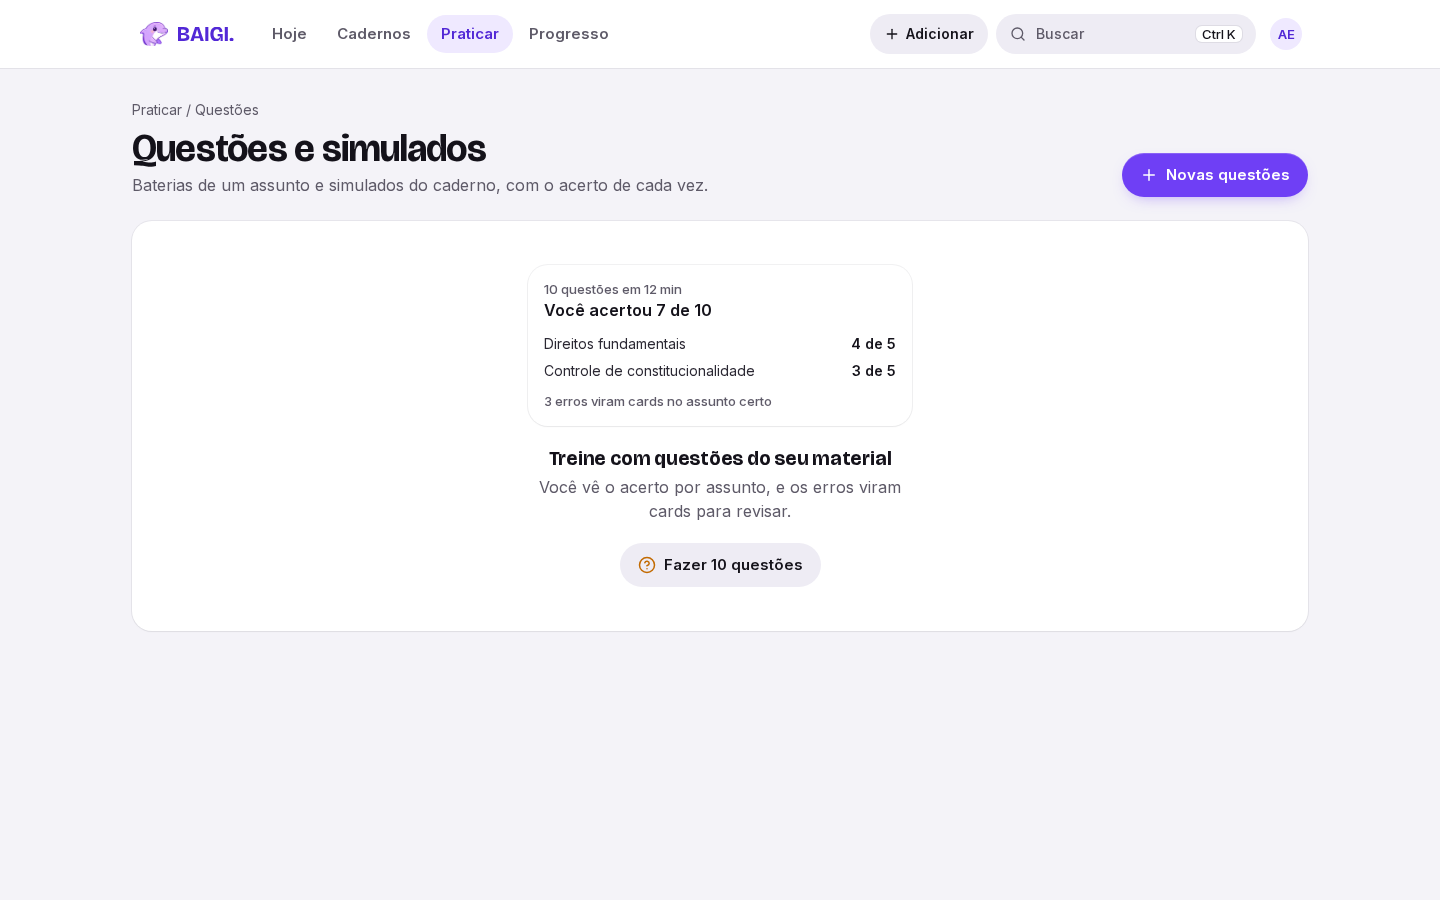 BAIGI.
Hoje
Cadernos
Praticar
Progresso
Adicionar
Buscar
Ctrl K
AE
Praticar / Questões
Questões e simulados
Baterias de um assunto e simulados do caderno, com o acerto de cada vez.
Novas questões
10 questões em 12 min
Você acertou 7 de 10
Direitos fundamentais 4 de 5
Controle de constitucionalidade 3 de 5
3 erros viram cards no assunto certo
Treine com questões do seu material
Você vê o acerto por assunto, e os erros viram
cards para revisar.
Fazer 10 questões